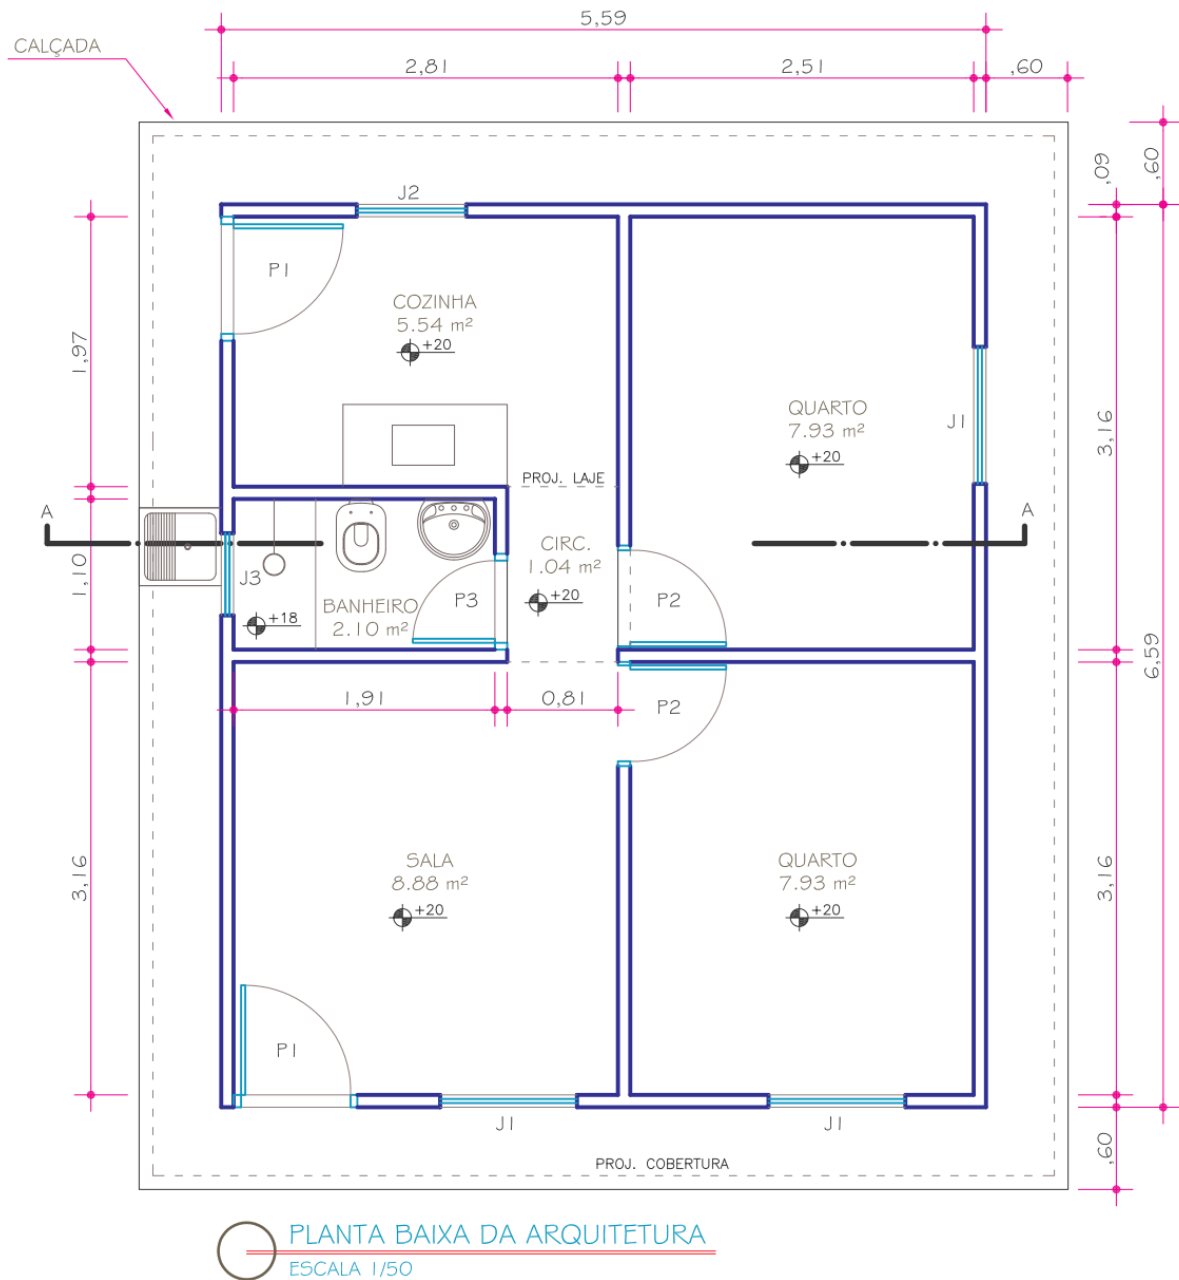 5,59
CALÇADA
2,81
2,51
,60
,60
,09
J2
P1
COZINHA
5.54 m²
+20
1,97
QUARTO
7.93 m²
+20
J1
3,16
PROJ. LAJE
A
A
CIRC.
1.04 m²
+20
1,10
J3
+18
BANHEIRO
2.10 m²
P3
P2
6,59
1,91
0,81
P2
SALA
8.88 m²
+20
QUARTO
7.93 m²
+20
3,16
3,16
P1
J1
J1
,60
PROJ. COBERTURA
PLANTA BAIXA DA ARQUITETURA
ESCALA 1/50